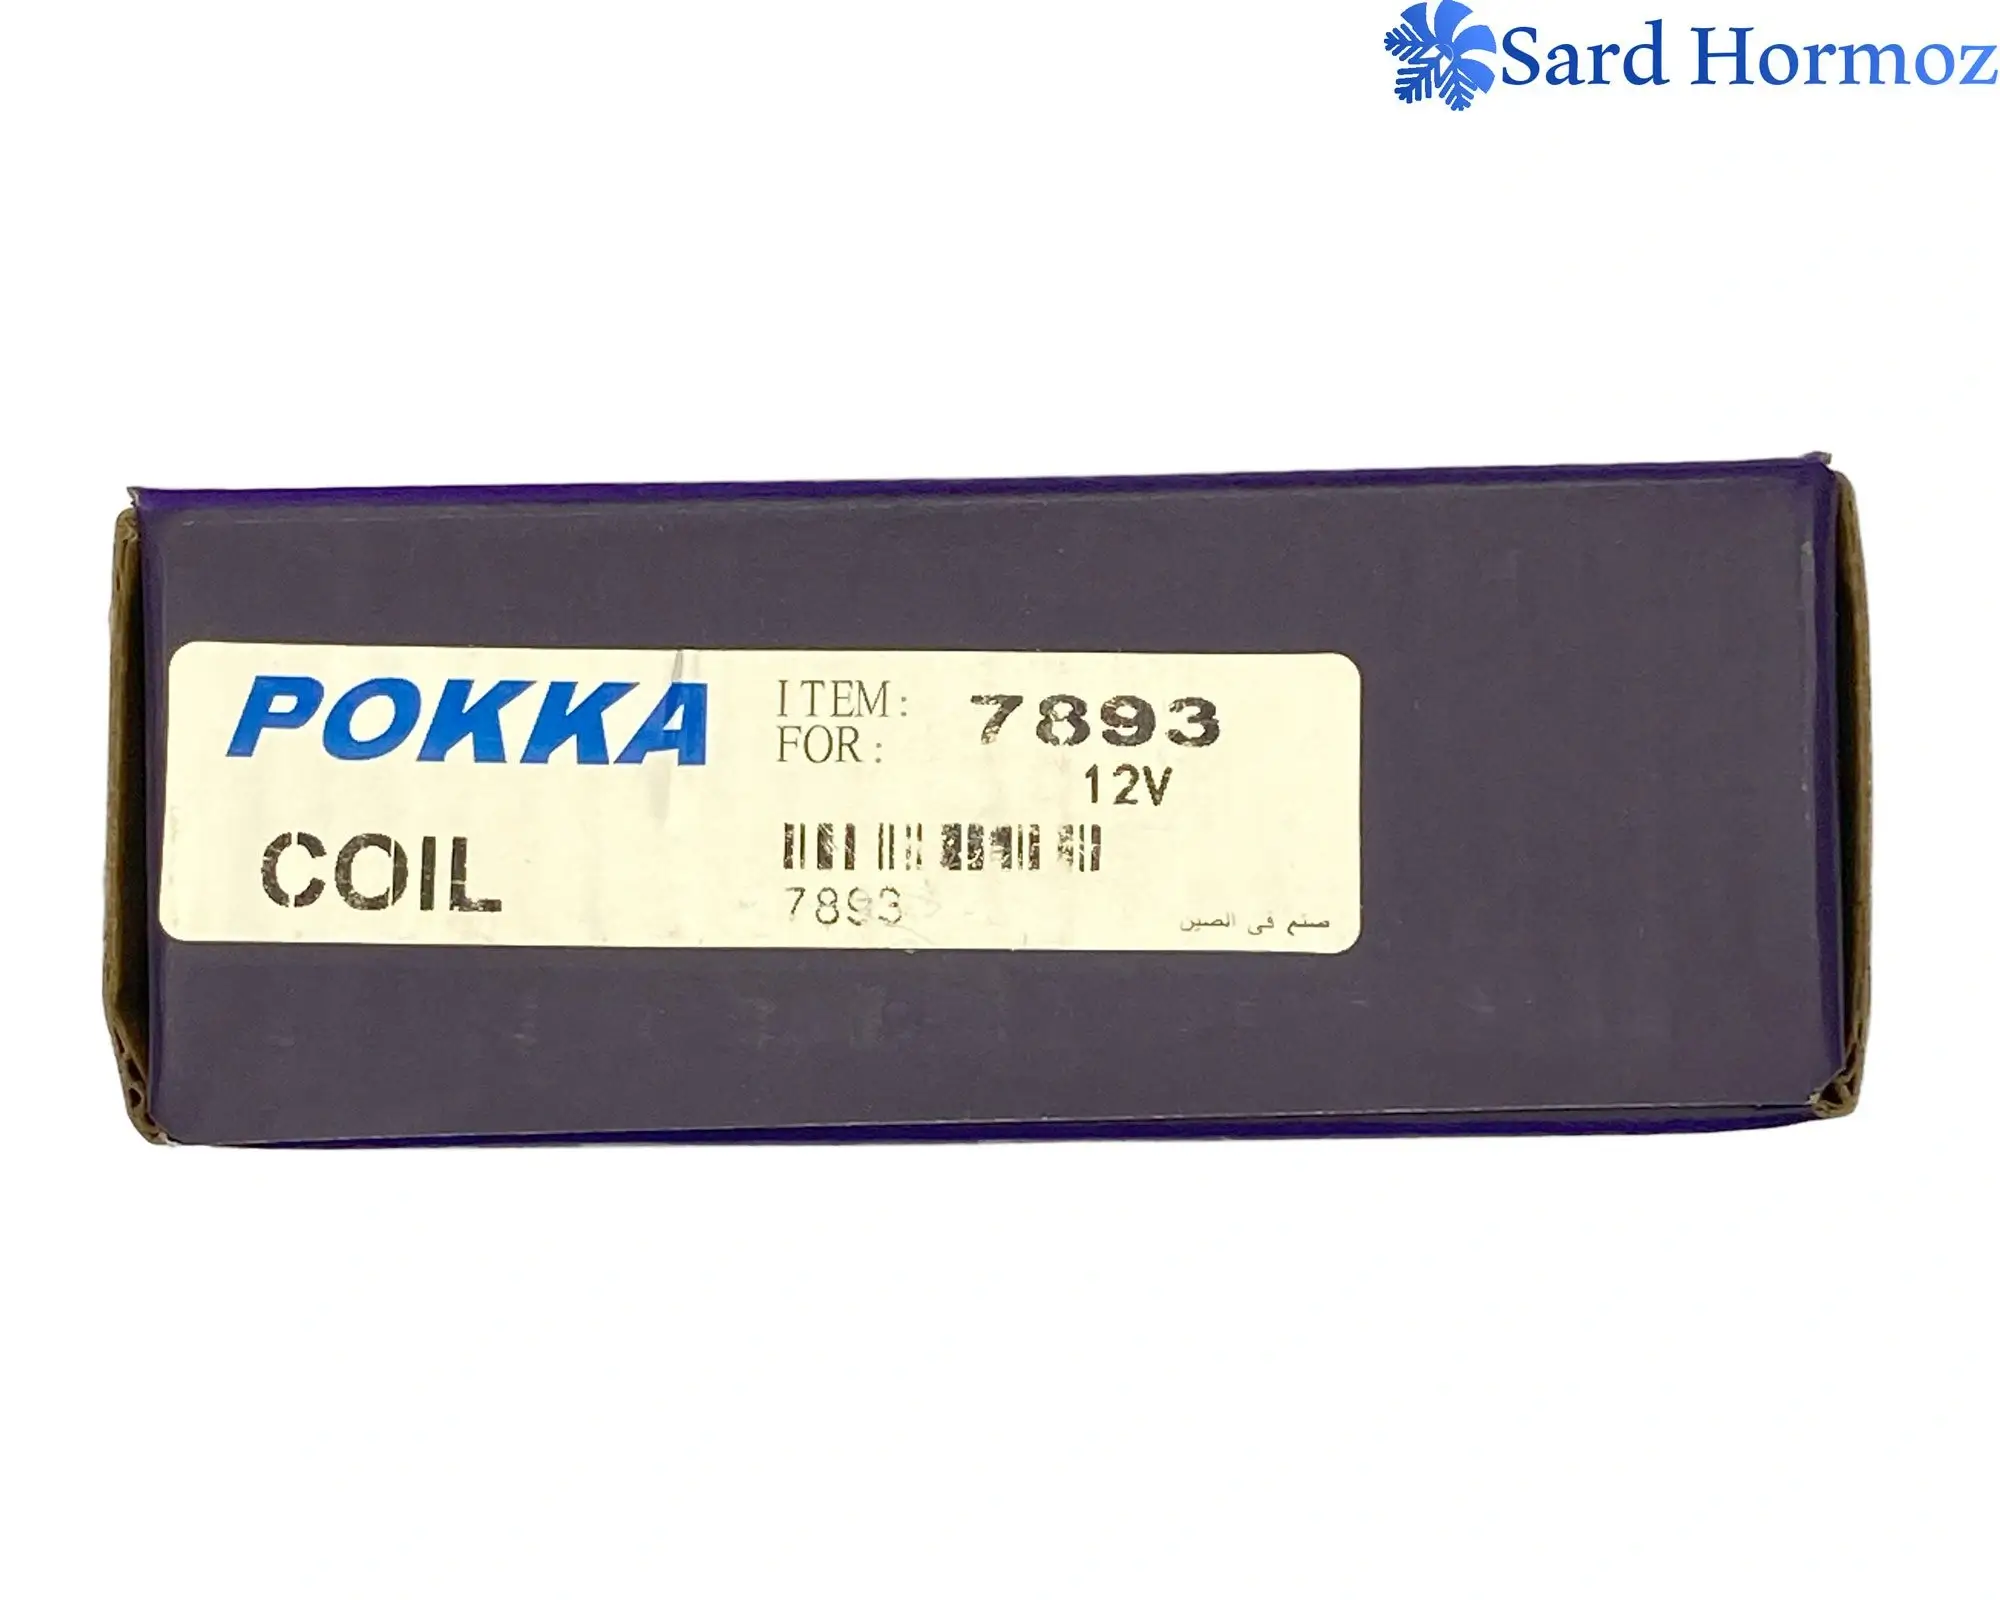 Sard Hormoz
POKKA
ITEM: 7893
FOR:
12V
COIL
7893
صنع في الصين